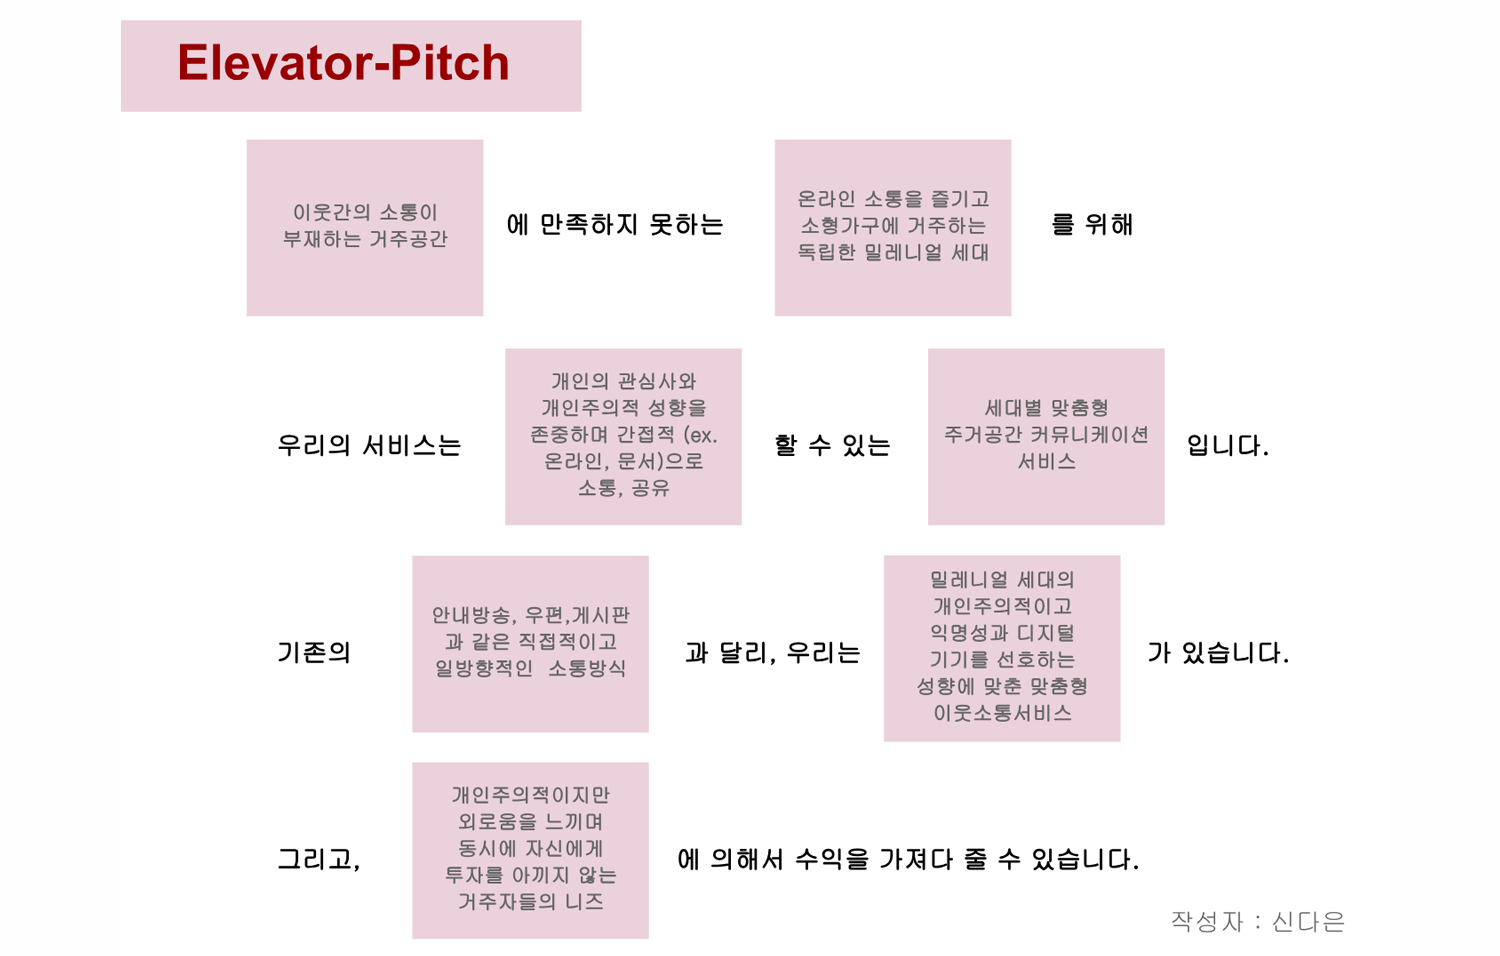 Elevator-Pitch
이웃간의 소통이
부재하는 거주공간
에 만족하지 못하는
온라인 소통을 즐기고
소형가구에 거주하는
독립한 밀레니얼 세대
를 위해
우리의 서비스는
개인의 관심사와
개인주의적 성향을
존중하며 간접적 (ex.
온라인, 문서)으로
소통, 공유
할 수 있는
세대별 맞춤형
주거공간 커뮤니케이션
서비스
입니다.
기존의
안내방송, 우편,게시판
과 같은 직접적이고
일방향적인 소통방식
과 달리, 우리는
밀레니얼 세대의
개인주의적이고
익명성과 디지털
기기를 선호하는
성향에 맞춘 맞춤형
이웃소통서비스
가 있습니다.
그리고,
개인주의적이지만
외로움을 느끼며
동시에 자신에게
투자를 아끼지 않는
거주자들의 니즈
에 의해서 수익을 가져다 줄 수 있습니다.
작성자 : 신다은